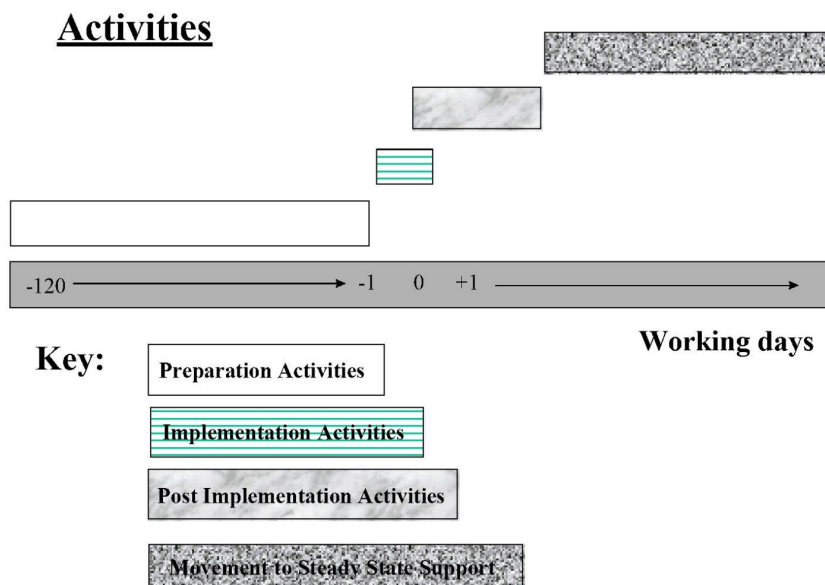 Activities
-120 -1 0 +1
Working days
Key:
Preparation Activities
Implementation Activities
Post Implementation Activities
Movement to Steady State Support